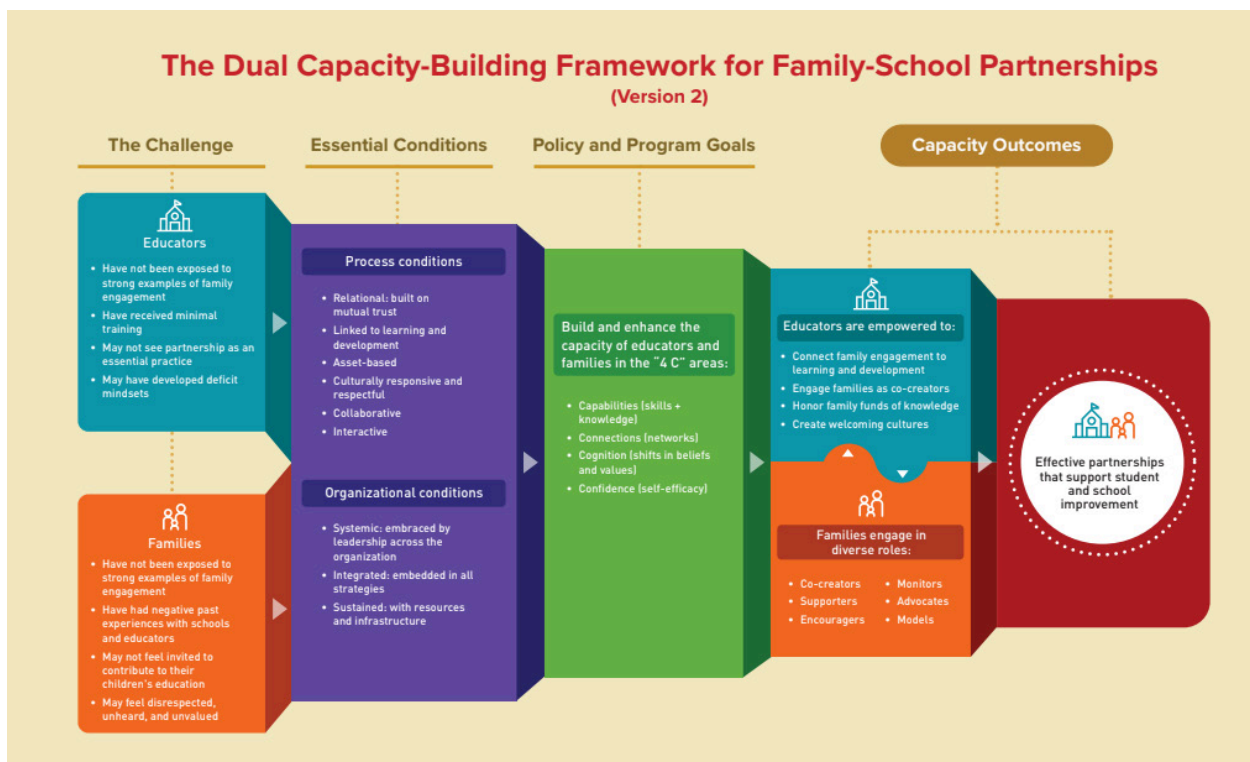 The Dual Capacity-Building Framework for Family-School Partnerships
(Version 2)
The Challenge
Essential Conditions
Policy and Program Goals
Capacity Outcomes
Educators
• Have not been exposed to
strong examples of family
engagement
• Have received minimal
training
• May not see partnership as an
essential practice
• May have developed deficit
mindsets
Families
• Have not been exposed to
strong examples of family
engagement
• Have had negative past
experiences with schools
and educators
• May not feel invited to
contribute to their
children's education
• May feel disrespected,
unheard, and unvalued
Process conditions
• Relational: built on
mutual trust
• Linked to learning and
development
• Asset-based
• Culturally responsive and
respectful
• Collaborative
• Interactive
Organizational conditions
• Systemic: embraced by
leadership across the
organization
• Integrated: embedded in all
strategies
• Sustained: with resources
and infrastructure
Build and enhance the
capacity of educators and
families in the "4 C" areas:
• Capabilities (skills +
knowledge)
• Connections (networks)
• Cognition (shifts in beliefs
and values)
• Confidence (self-efficacy)
Educators are empowered to:
• Connect family engagement to
learning and development
• Engage families as co-creators
• Honor family funds of knowledge
• Create welcoming cultures
Families engage in
diverse roles:
• Co-creators
• Supporters
• Encouragers
• Monitors
• Advocates
• Models
Effective partnerships
that support student
and school
improvement